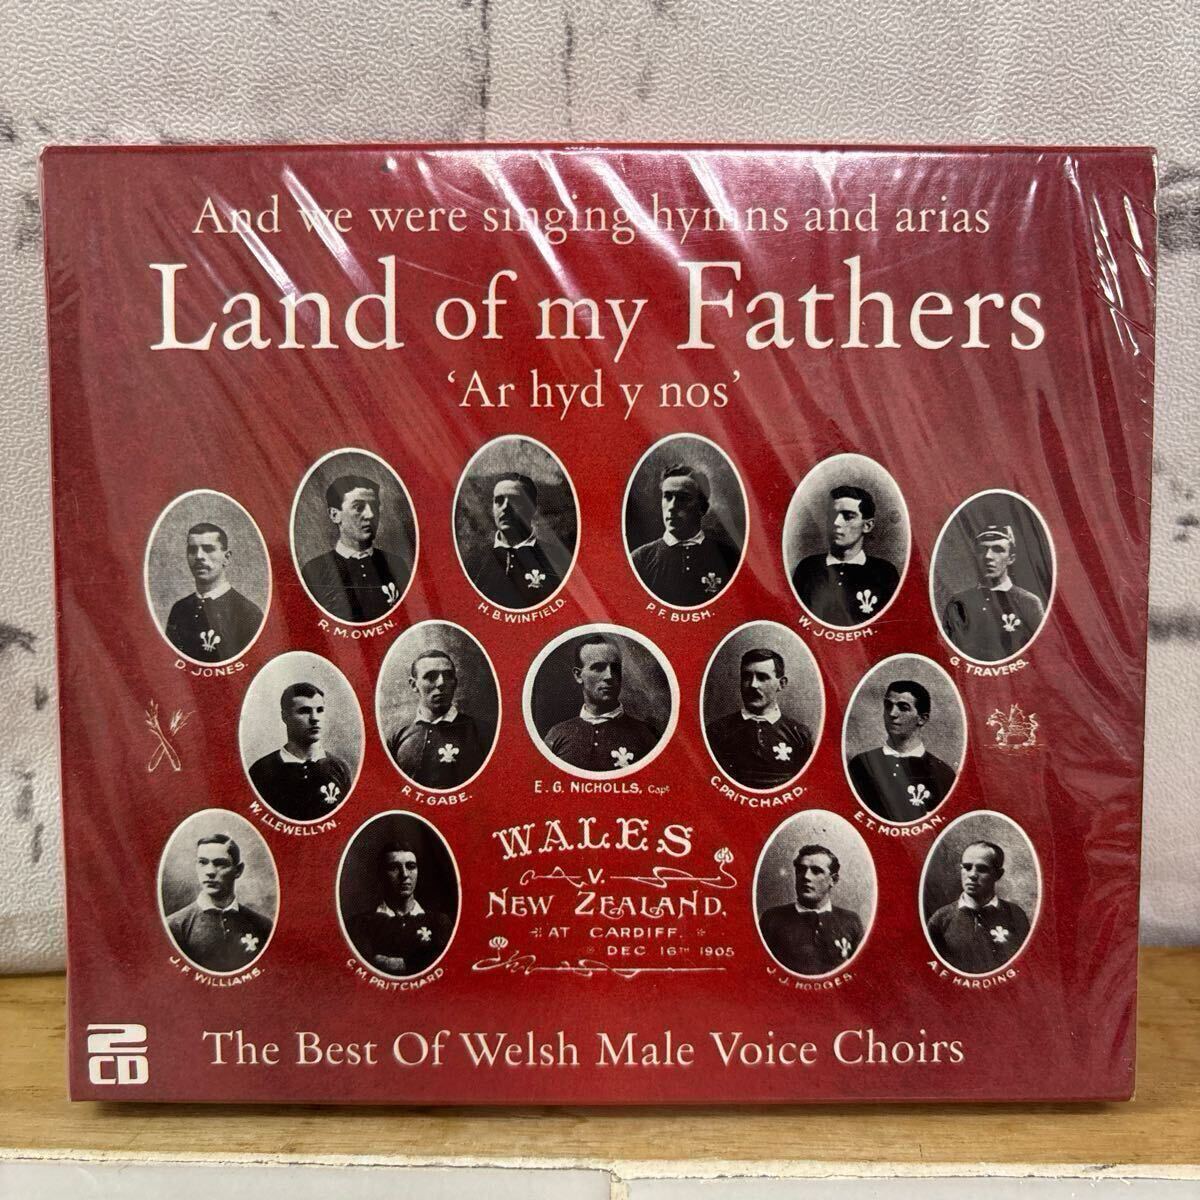 And we were singing hymns and arias
Land of my Fathers
‘Ar hyd y nos’
D. JONES.
R. M. OWEN.
H. B. WINFIELD.
P. F. BUSH.
W. JOSEPH.
G TRAVERS.
W. LLEWELLYN.
R. T. GABE.
E. G. NICHOLLS, Capt
C. PRITCHARD.
E. T. MORGAN.
J. F. WILLIAMS.
C. M. PRITCHARD.
WALES
V.
NEW ZEALAND,
AT CARDIFF.
DEC 16TH 1905
J. J. HODGES.
A. F. HARDING.
2
CD
The Best Of Welsh Male Voice Choirs